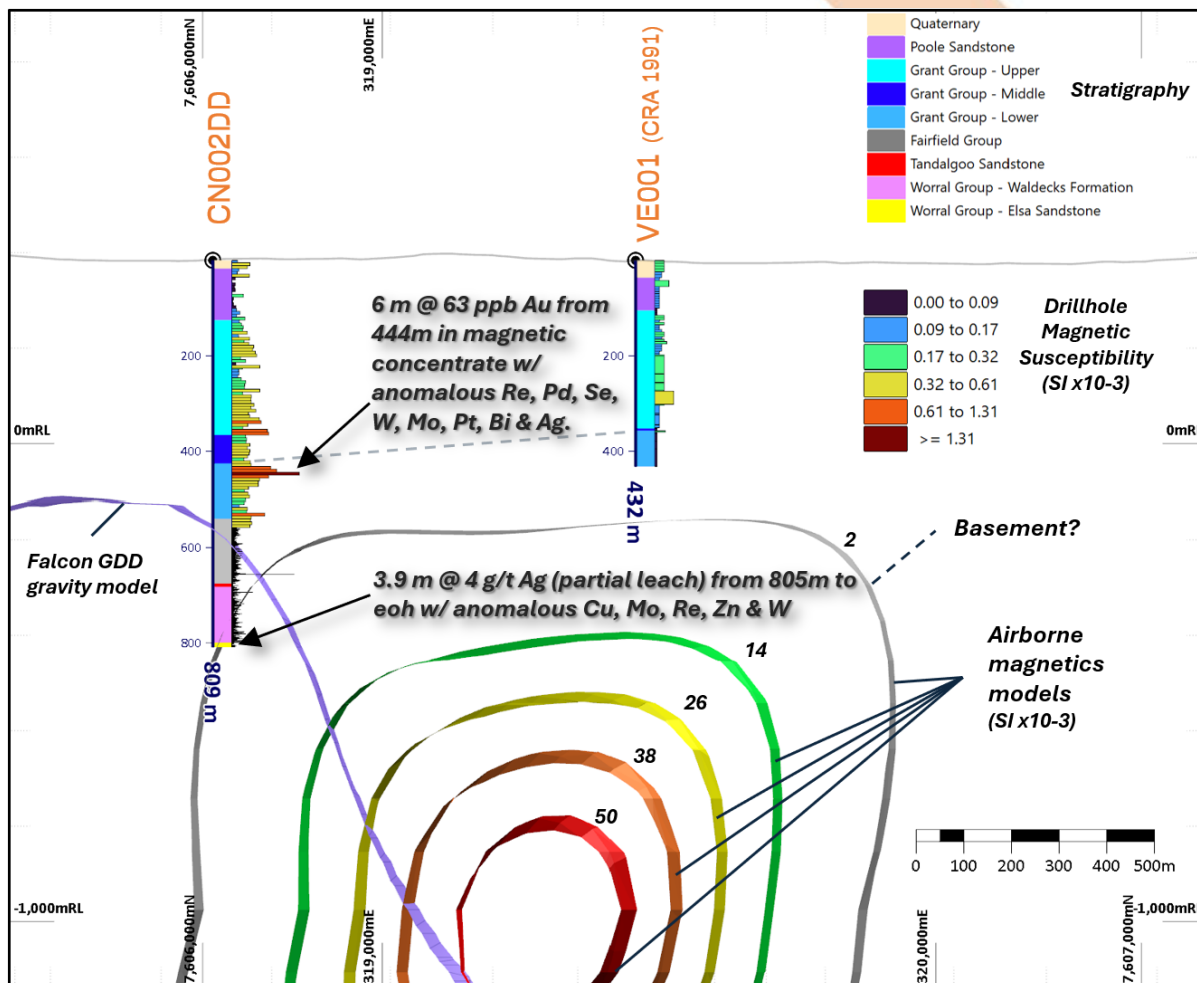 7,606,000mN
319,000mE
CN002DD
VE001 (CRA 1991)
Quaternary
Poole Sandstone
Grant Group - Upper
Grant Group - Middle
Grant Group - Lower
Fairfield Group
Tandalgoo Sandstone
Worral Group - Waldecks Formation
Worral Group - Elsa Sandstone
Stratigraphy
0.00 to 0.09
0.09 to 0.17
0.17 to 0.32
0.32 to 0.61
0.61 to 1.31
>= 1.31
Drillhole
Magnetic
Susceptibility
(SI x10-3)
6 m @ 63 ppb Au from
444m in magnetic
concentrate w/
anomalous Re, Pd, Se,
W, Mo, Pt, Bi & Ag.
200
400
600
800
809 m
200
400
432 m
0mRL
0mRL
Falcon GDD
gravity model
3.9 m @ 4 g/t Ag (partial leach) from 805m to
eoh w/ anomalous Cu, Mo, Re, Zn & W
Basement?
2
14
26
38
50
Airborne
magnetics
models
(SI x10-3)
0 100 200 300 400 500m
-1,000mRL
-1,000mRL
7,606,000mN
319,000mE
320,000mE
7,607,000mN